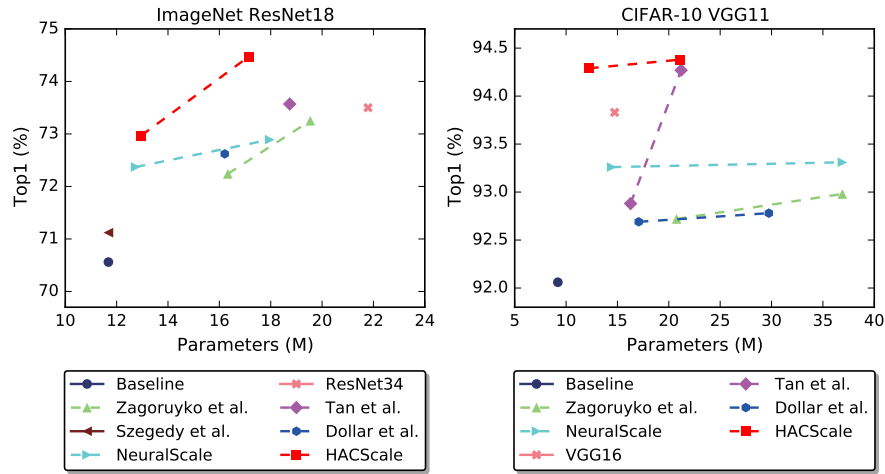 ImageNet ResNet18
75
74
73
72
71
70
Top1 (%)
10 12 14 16 18 20 22 24
Parameters (M)
Baseline
Zagoruyko et al.
Szegedy et al.
NeuralScale
ResNet34
Tan et al.
Dollar et al.
HACScale
CIFAR-10 VGG11
94.5
94.0
93.5
93.0
92.5
92.0
Top1 (%)
5 10 15 20 25 30 35 40
Parameters (M)
Baseline
Zagoruyko et al.
NeuralScale
VGG16
Tan et al.
Dollar et al.
HACScale